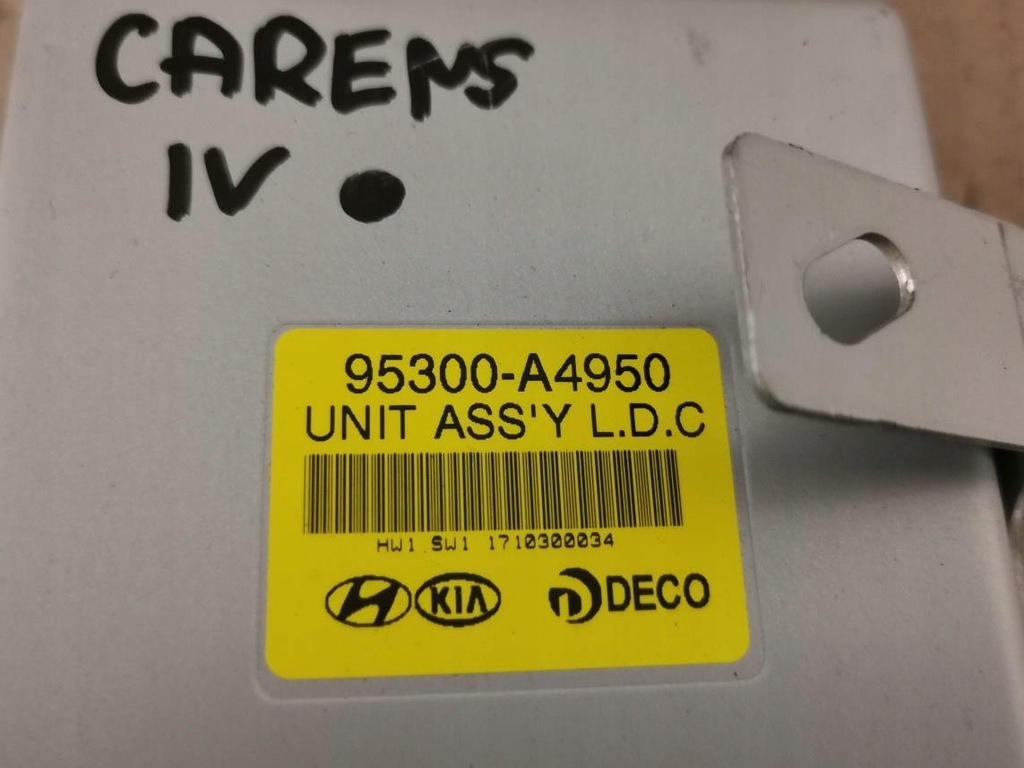 CARENS
IV
95300-A4950
UNIT ASS'Y L.D.C
HW1 SW1 1710300034
KIA DECO